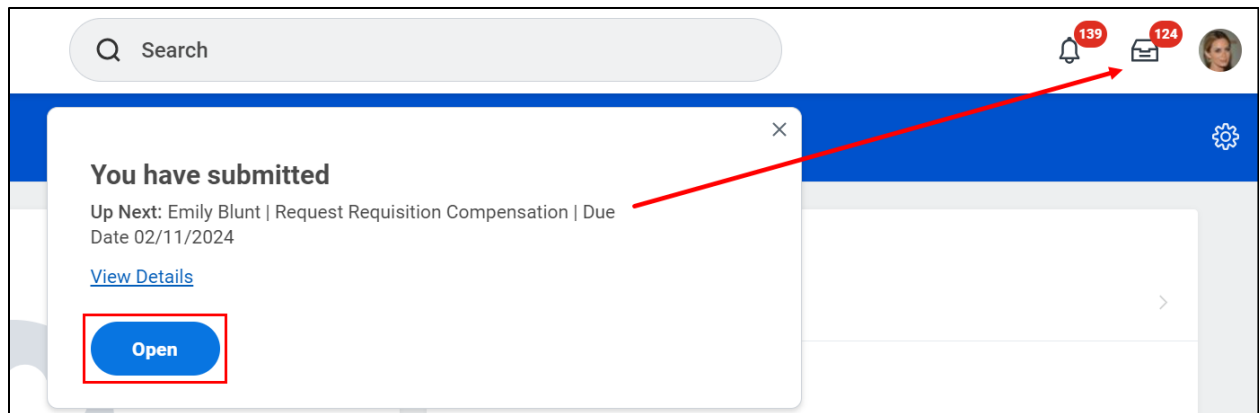 Search
139
124
You have submitted
Up Next: Emily Blunt | Request Requisition Compensation | Due
Date 02/11/2024
View Details
Open